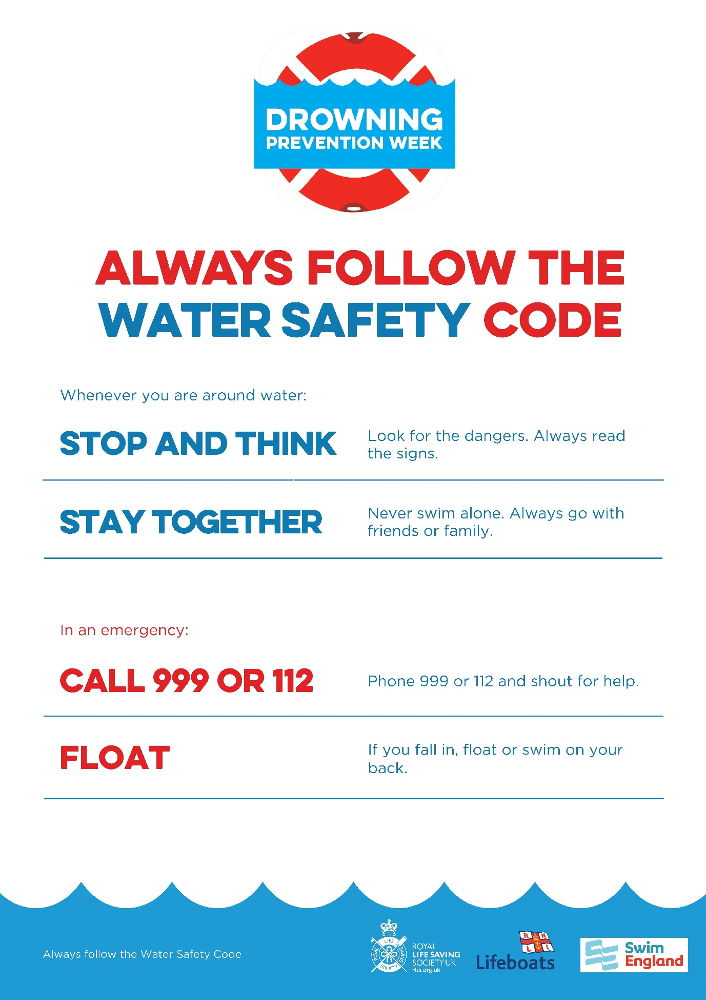 DROWNING
PREVENTION WEEK
ALWAYS FOLLOW THE
WATER SAFETY CODE
Whenever you are around water:
STOP AND THINK
Look for the dangers. Always read
the signs.
STAY TOGETHER
Never swim alone. Always go with
friends or family.
In an emergency:
CALL 999 OR 112
Phone 999 or 112 and shout for help.
FLOAT
If you fall in, float or swim on your
back.
Always follow the Water Safety Code
ROYAL
LIFE
SAVING
SOCIETY
ROYAL
LIFE SAVING
SOCIETY UK
rlss.org.uk
R N
L I
Lifeboats
Swim
England